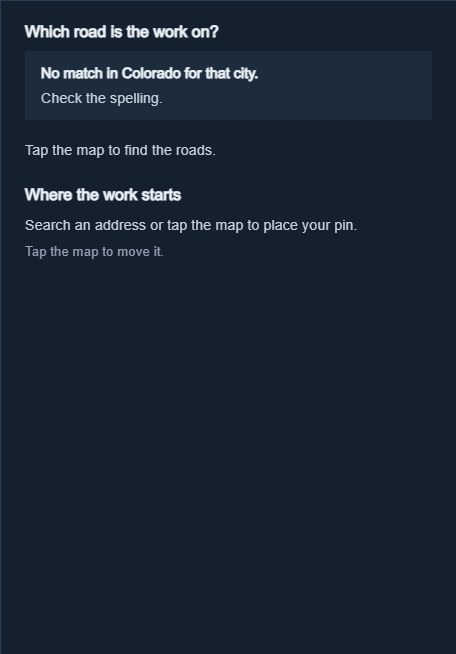 Which road is the work on?
No match in Colorado for that city.
Check the spelling.
Tap the map to find the roads.
Where the work starts
Search an address or tap the map to place your pin.
Tap the map to move it.